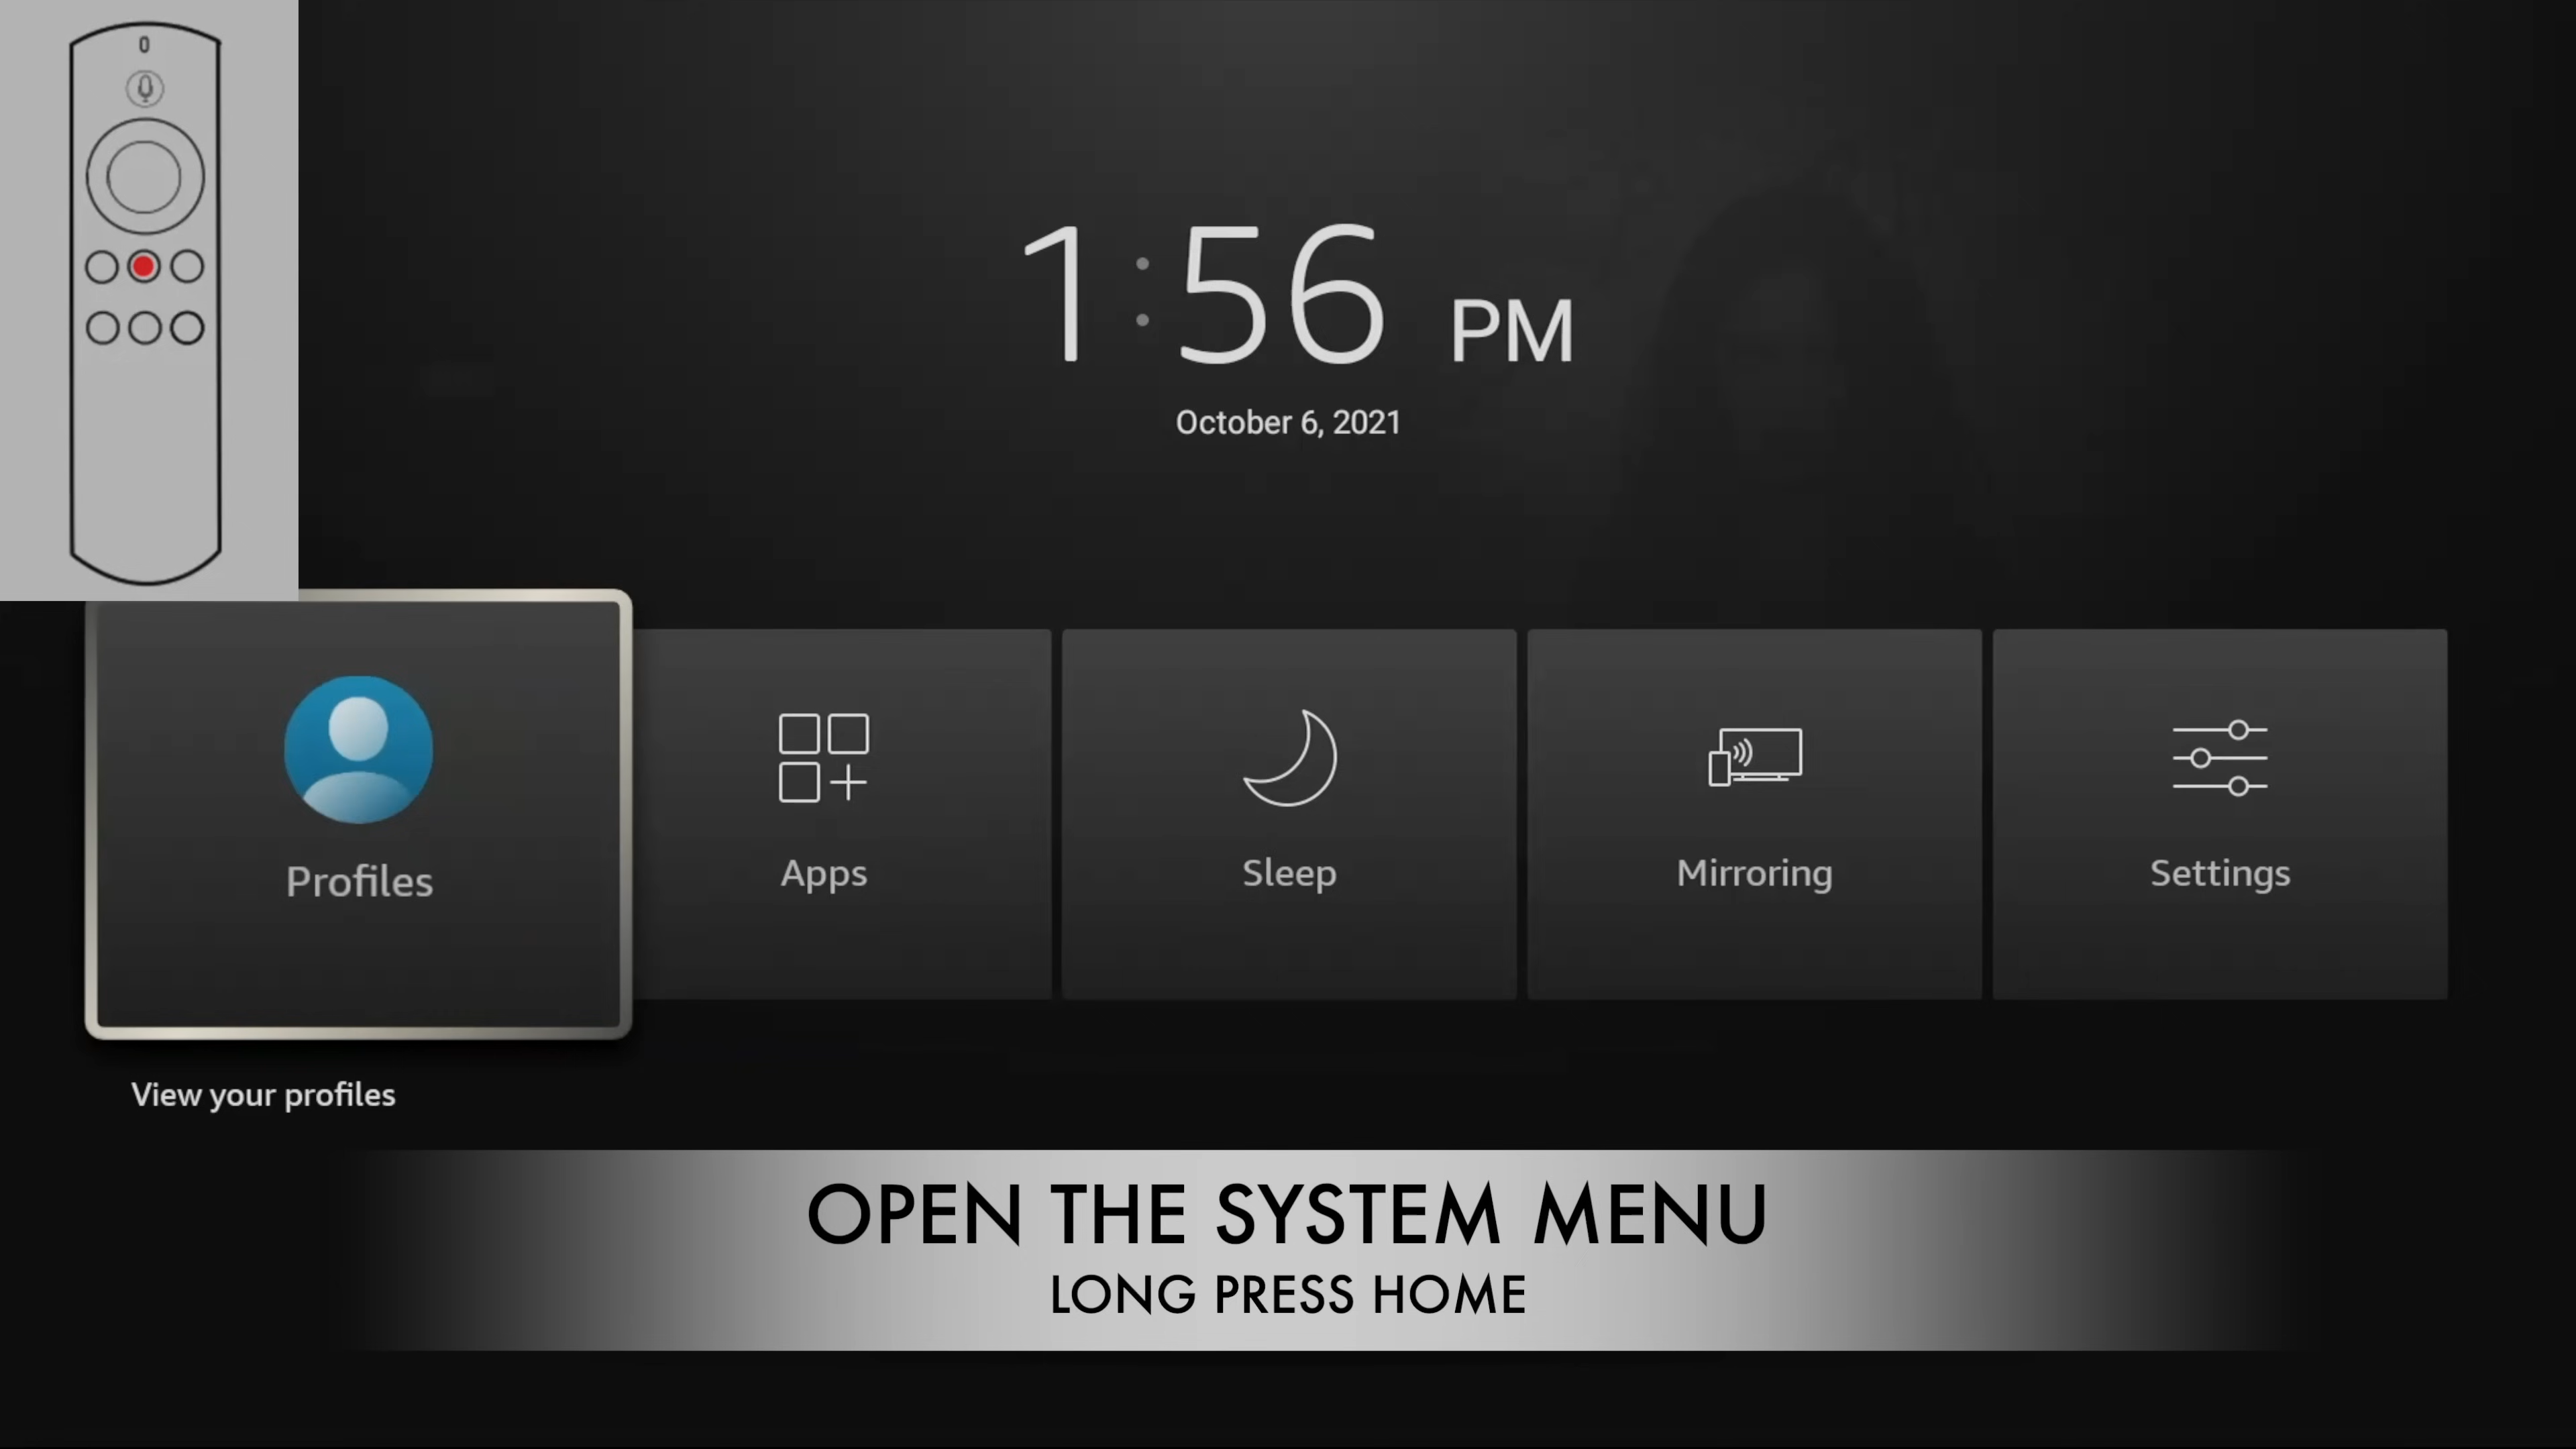 1:56 PM
October 6, 2021
Profiles
Apps
Sleep
Mirroring
Settings
View your profiles
OPEN THE SYSTEM MENU
LONG PRESS HOME